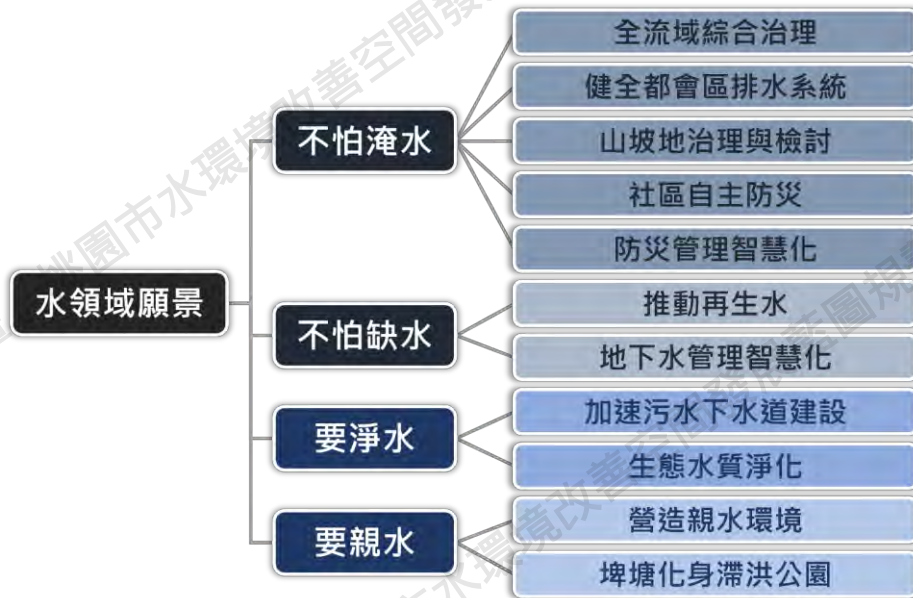 水領域願景
不怕淹水
全流域綜合治理
健全都會區排水系統
山坡地治理與檢討
社區自主防災
防災管理智慧化
不怕缺水
推動再生水
地下水管理智慧化
要淨水
加速污水下水道建設
生態水質淨化
要親水
營造親水環境
埤塘化身滯洪公園